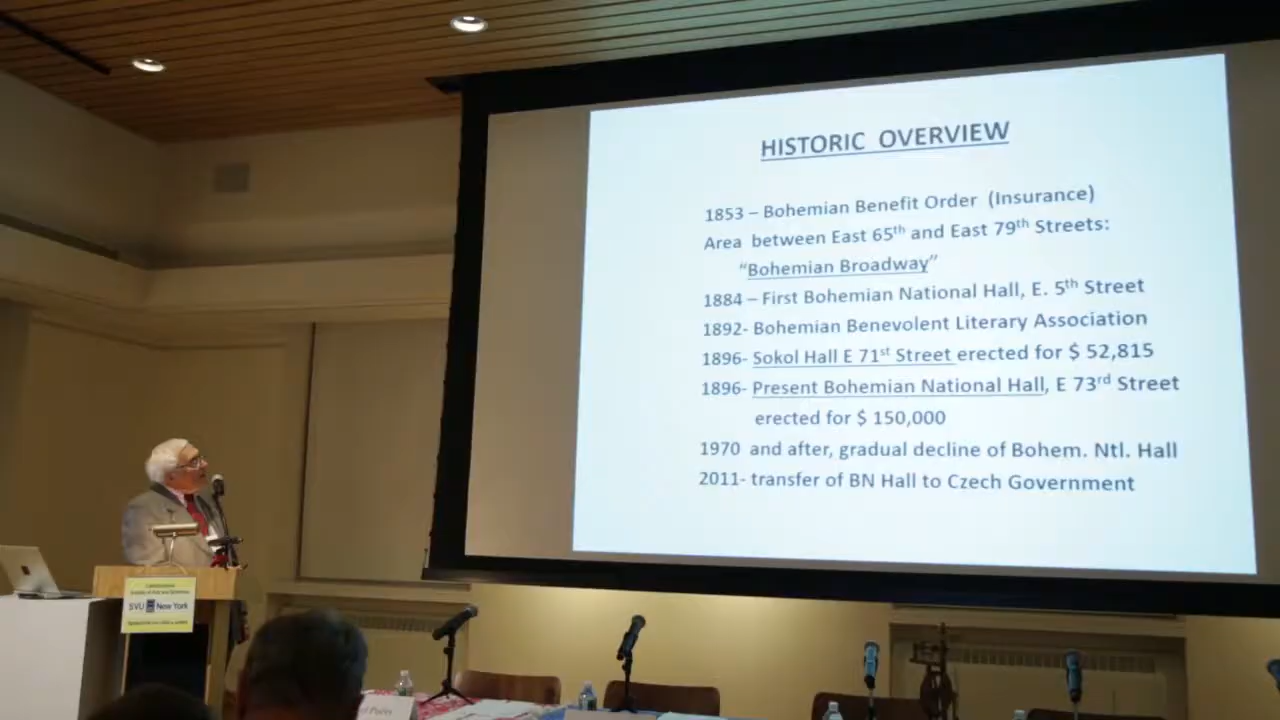 HISTORIC OVERVIEW
1853 – Bohemian Benefit Order (Insurance)
Area between East 65th and East 79th Streets:
“Bohemian Broadway”
1884 – First Bohemian National Hall, E. 5th Street
1892- Bohemian Benevolent Literary Association
1896- Sokol Hall E 71st Street erected for $ 52,815
1896- Present Bohemian National Hall, E 73rd Street
erected for $ 150,000
1970 and after, gradual decline of Bohem. Ntl. Hall
2011- transfer of BN Hall to Czech Government
SVU New York